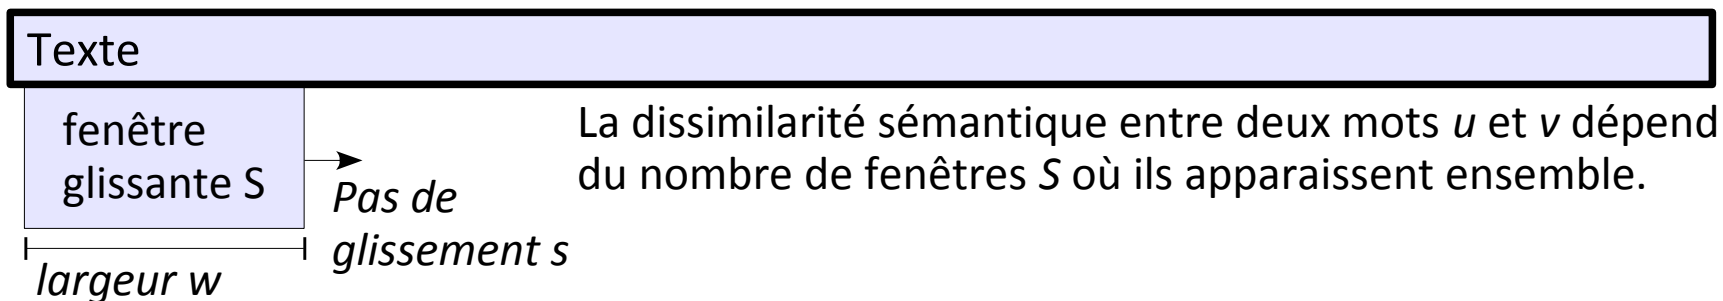 Texte
fenêtre
glissante S
Pas de
glissement s
largeur w
La dissimilarité sémantique entre deux mots u et v dépend
du nombre de fenêtres S où ils apparaissent ensemble.